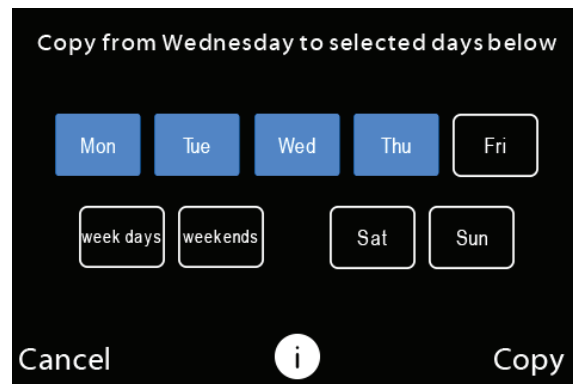 Copy from Wednesday to selected days below
Mon Tue Wed Thu Fri
week days weekends Sat Sun
Cancel i Copy